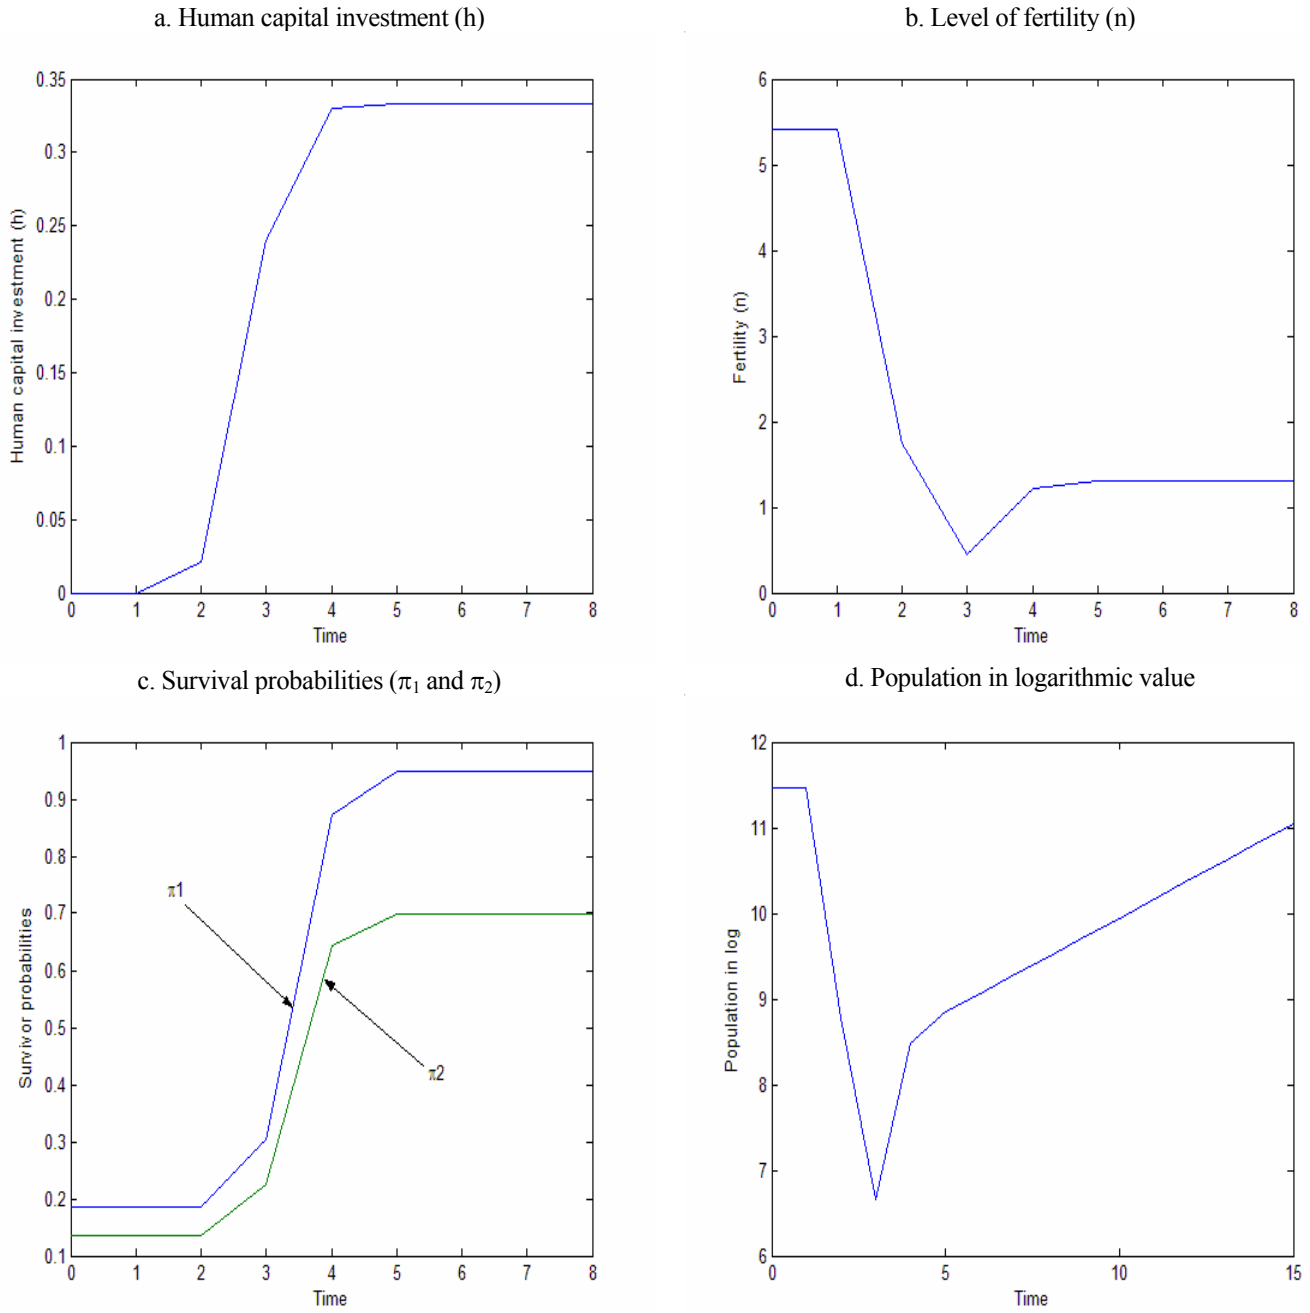 a. Human capital investment (h)
b. Level of fertility (n)
0.35
0.3
0.25
0.2
0.15
0.1
0.05
0
Human capital investment (h)
0 1 2 3 4 5 6 7 8
Time
6
5
4
3
2
1
0
Fertility (n)
0 1 2 3 4 5 6 7 8
Time
c. Survival probabilities (π₁ and π₂)
d. Population in logarithmic value
1
0.9
0.8
0.7
0.6
0.5
0.4
0.3
0.2
0.1
Survivor probabilities
π1
π2
0 1 2 3 4 5 6 7 8
Time
12
11
10
9
8
7
6
Population in log
0 5 10 15
Time